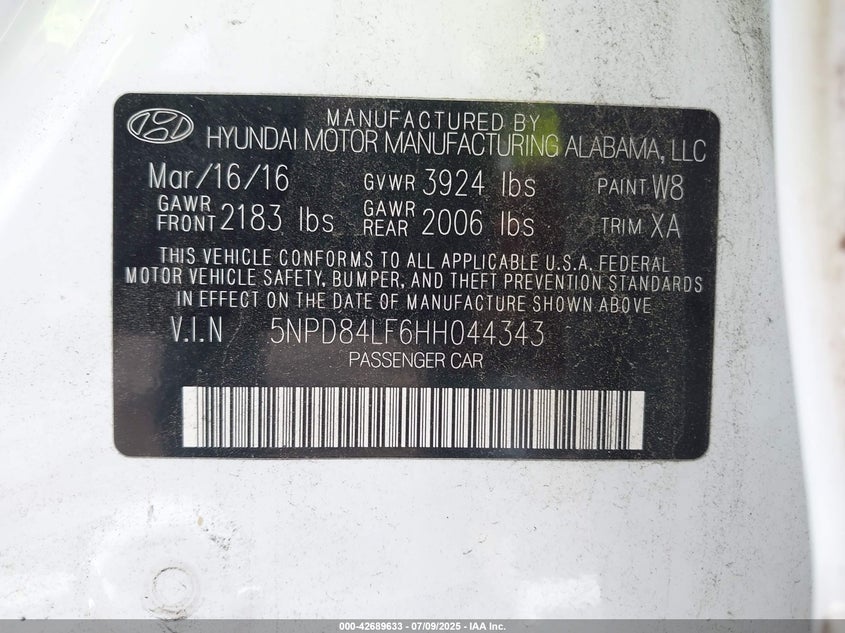 MANUFACTURED BY
HYUNDAI MOTOR MANUFACTURING ALABAMA, LLC
Mar/16/16 GVWR 3924 lbs PAINT W8
GAWR FRONT 2183 lbs GAWR REAR 2006 lbs TRIM XA
THIS VEHICLE CONFORMS TO ALL APPLICABLE U.S.A. FEDERAL
MOTOR VEHICLE SAFETY, BUMPER, AND THEFT PREVENTION STANDARDS
IN EFFECT ON THE DATE OF MANUFACTURE SHOWN ABOVE
V.I.N 5NPD84LF6HH044343
PASSENGER CAR
000-42689633 / 07/09/2025 - IAA Inc.